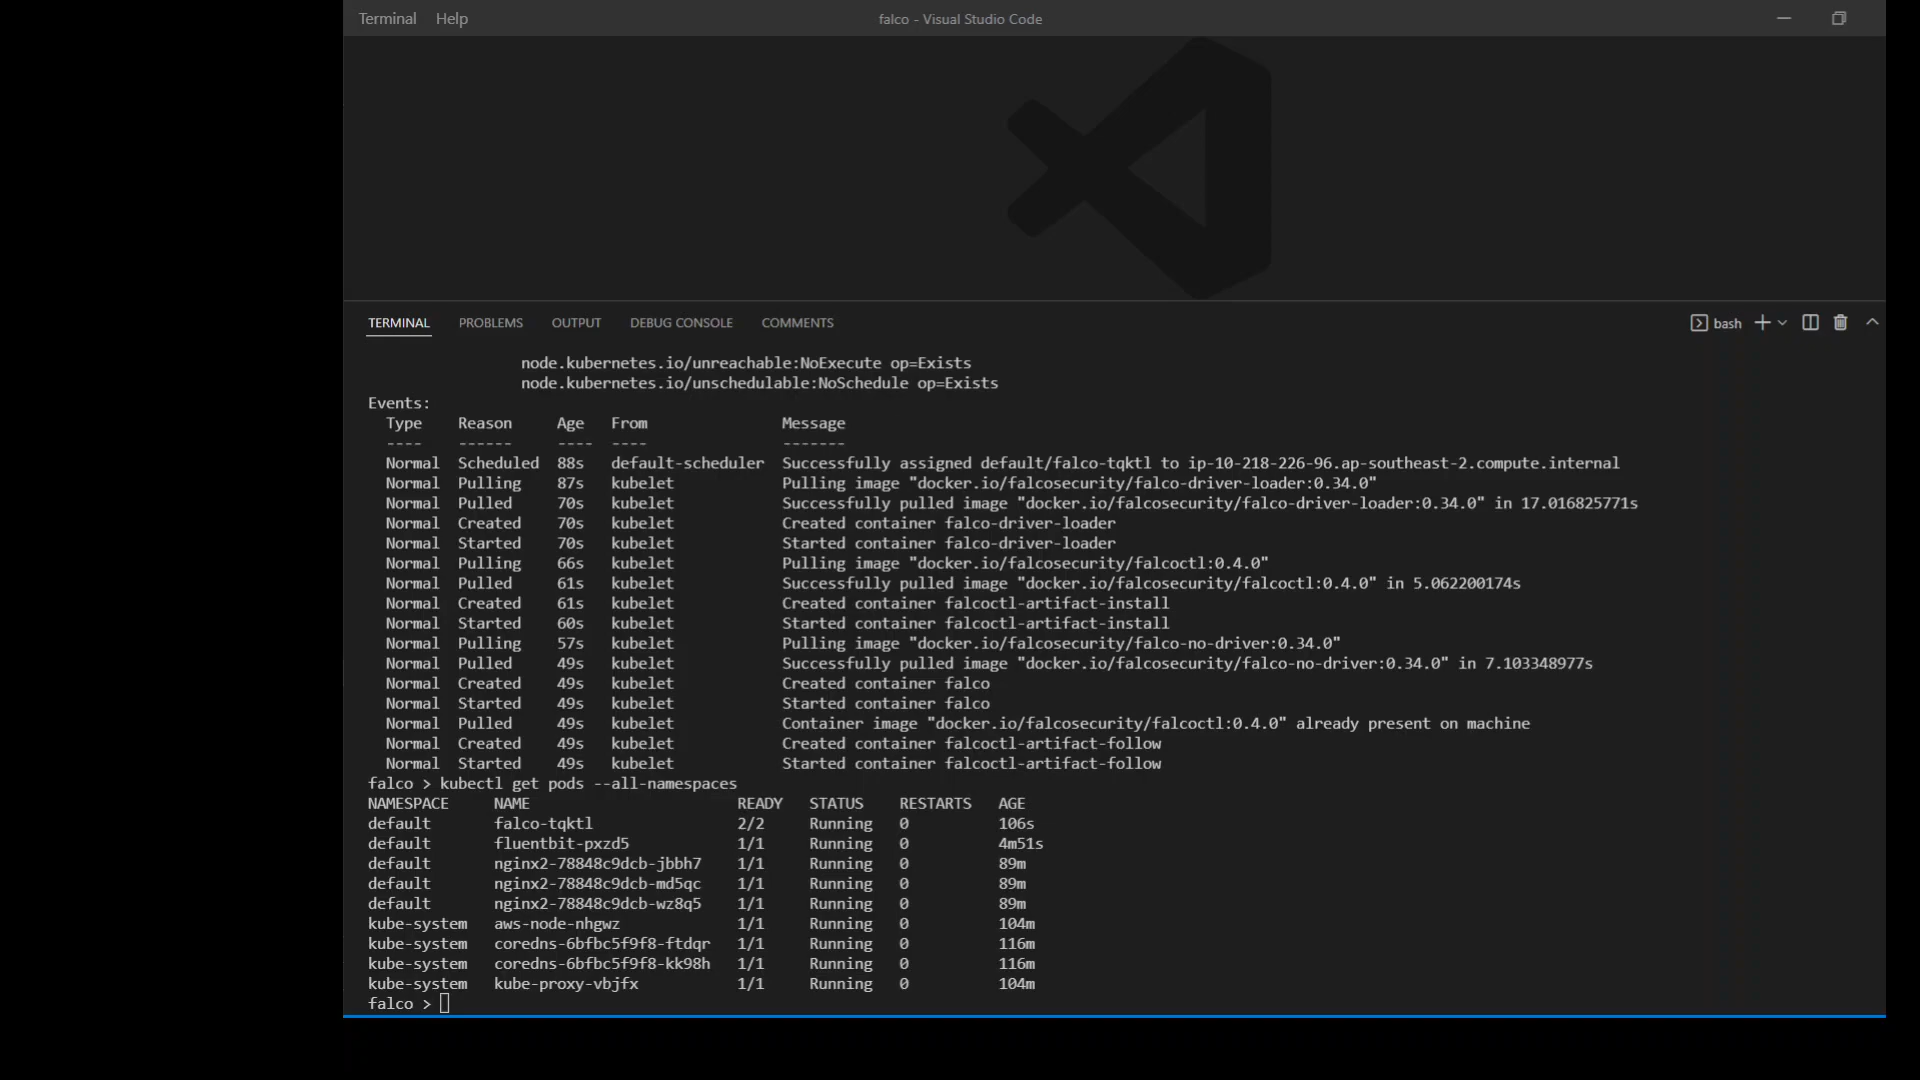 Terminal Help falco - Visual Studio Code
TERMINAL PROBLEMS OUTPUT DEBUG CONSOLE COMMENTS bash
node.kubernetes.io/unreachable:NoExecute op=Exists
node.kubernetes.io/unschedulable:NoSchedule op=Exists
Events:
Type Reason Age From Message
---- ------ ---- ---- -------
Normal Scheduled 88s default-scheduler Successfully assigned default/falco-tqktl to ip-10-218-226-96.ap-southeast-2.compute.internal
Normal Pulling 87s kubelet Pulling image "docker.io/falcosecurity/falco-driver-loader:0.34.0"
Normal Pulled 70s kubelet Successfully pulled image "docker.io/falcosecurity/falco-driver-loader:0.34.0" in 17.016825771s
Normal Created 70s kubelet Created container falco-driver-loader
Normal Started 70s kubelet Started container falco-driver-loader
Normal Pulling 66s kubelet Pulling image "docker.io/falcosecurity/falcoctl:0.4.0"
Normal Pulled 61s kubelet Successfully pulled image "docker.io/falcosecurity/falcoctl:0.4.0" in 5.062200174s
Normal Created 61s kubelet Created container falcoctl-artifact-install
Normal Started 60s kubelet Started container falcoctl-artifact-install
Normal Pulling 57s kubelet Pulling image "docker.io/falcosecurity/falco-no-driver:0.34.0"
Normal Pulled 49s kubelet Successfully pulled image "docker.io/falcosecurity/falco-no-driver:0.34.0" in 7.103348977s
Normal Created 49s kubelet Created container falco
Normal Started 49s kubelet Started container falco
Normal Pulled 49s kubelet Container image "docker.io/falcosecurity/falcoctl:0.4.0" already present on machine
Normal Created 49s kubelet Created container falcoctl-artifact-follow
Normal Started 49s kubelet Started container falcoctl-artifact-follow
falco > kubectl get pods --all-namespaces
NAMESPACE NAME READY STATUS RESTARTS AGE
default falco-tqktl 2/2 Running 0 106s
default fluentbit-pxzd5 1/1 Running 0 4m51s
default nginx2-78848c9dcb-jbbh7 1/1 Running 0 89m
default nginx2-78848c9dcb-md5qc 1/1 Running 0 89m
default nginx2-78848c9dcb-wz8q5 1/1 Running 0 89m
kube-system aws-node-nhgwz 1/1 Running 0 104m
kube-system coredns-6bfbc5f9f8-ftdqr 1/1 Running 0 116m
kube-system coredns-6bfbc5f9f8-kk98h 1/1 Running 0 116m
kube-system kube-proxy-vbjfx 1/1 Running 0 104m
falco >